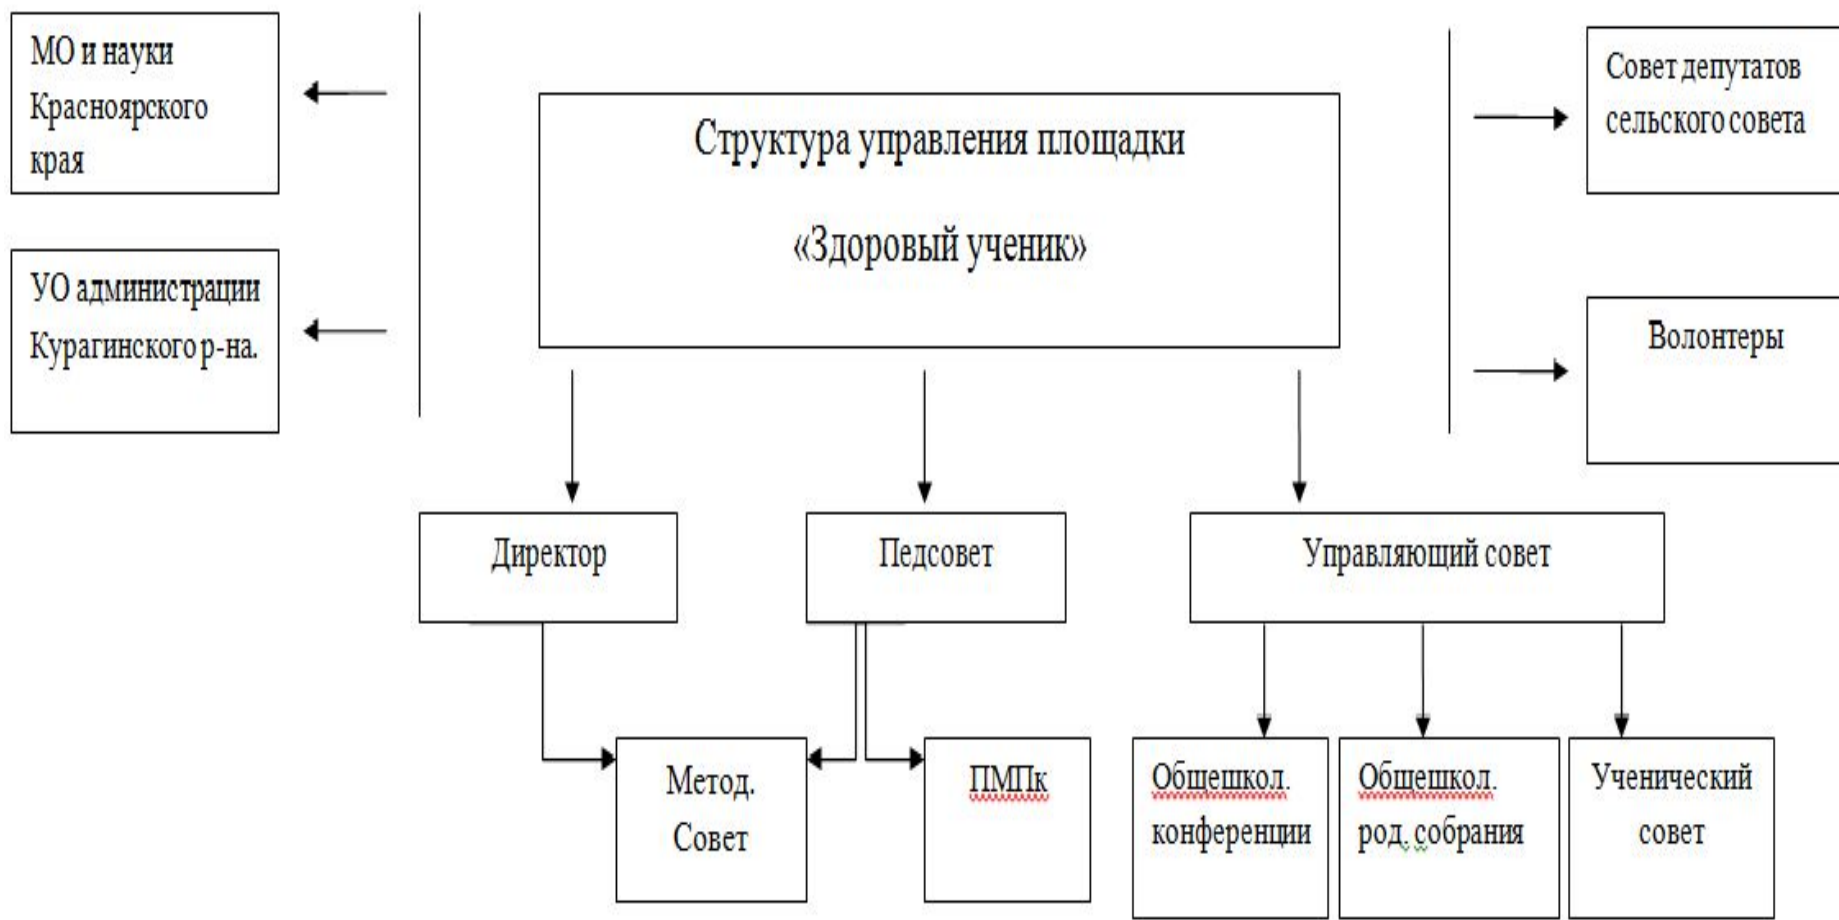 МО и науки
Красноярского
края
УО администрации
Курагинского р-на.
Структура управления площадки
«Здоровый ученик»
Совет депутатов
сельского совета
Волонтеры
Директор
Педсовет
Управляющий совет
Метод.
Совет
ПМПк
Общешкол.
конференции
Общешкол.
род. собрания
Ученический
совет